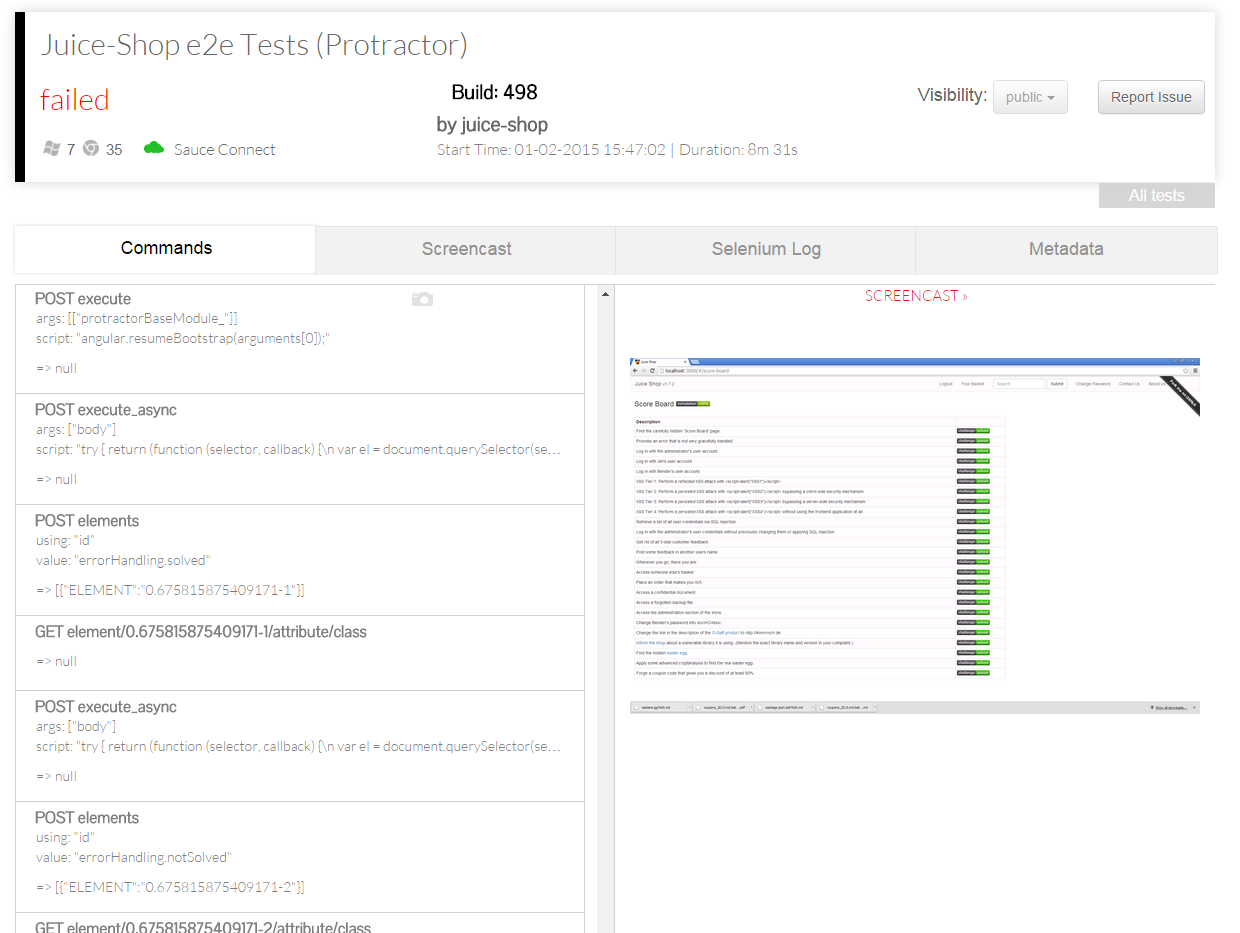 Juice-Shop e2e Tests (Protractor)
failed
Build: 498
Visibility: public
Report Issue
by juice-shop
7 35 Sauce Connect
Start Time: 01-02-2015 15:47:02 | Duration: 8m 31s
All tests
Commands
Screencast
Selenium Log
Metadata
POST execute
args: [["protractorBaseModule_"]]
script: "angular.resumeBootstrap(arguments[0]);"
=> null
POST execute_async
args: ["body"]
script: "try { return (function (selector, callback) {\n var el = document.querySelector(se...
=> null
POST elements
using: "id"
value: "errorHandling.solved"
=> [{"ELEMENT":"0.675815875409171-1"}]
GET element/0.675815875409171-1/attribute/class
=> null
POST execute_async
args: ["body"]
script: "try { return (function (selector, callback) {\n var el = document.querySelector(se...
=> null
POST elements
using: "id"
value: "errorHandling.notSolved"
=> [{"ELEMENT":"0.675815875409171-2"}]
GET element/0.675815875409171-2/attribute/class
SCREENCAST »
Juice Shop
localhost:3000/#/score-board
Juice Shop v1.7.2
Logout
Your Basket
Search
Submit
Change Password
Contact Us
About Us
Fork me on GitHub
Score Board
Description
Find the carefully hidden 'Score Board' page.
Provoke an error that is not very gracefully handled.
Log in with the administrator's user account.
Log in with Jim's user account.
Log in with Bender's user account.
XSS Tier 1: Perform a reflected XSS attack with <script>alert("XSS1")</script>.
XSS Tier 2: Perform a persisted XSS attack with <script>alert("XSS2")</script> bypassing a client-side security mechanism.
XSS Tier 3: Perform a persisted XSS attack with <script>alert("XSS3")</script> bypassing a server-side security mechanism.
XSS Tier 4: Perform a persisted XSS attack with <script>alert("XSS4")</script> without using the frontend application at all.
Retrieve a list of all user credentials via SQL Injection
Log in with the administrator's user credentials without previously changing them or applying SQL Injection.
Get rid of all 5-star customer feedback.
Post some feedback in another users name.
Wherever you go, there you are.
Access someone else's basket.
Place an order that makes you rich.
Access a confidential document.
Access a forgotten backup file.
Access the administration section of the store.
Change Bender's password into slurmCl4ssic.
Change the link in the description of the O-Saft product to http://kimminich.de.
Inform the shop about a vulnerable library it is using. (Mention the exact library name and version in your complaint.)
Find the hidden easter egg.
Apply some advanced cryptanalysis to find the real easter egg.
Forge a coupon code that gives you a discount of at least 80%.
Show all downloads...